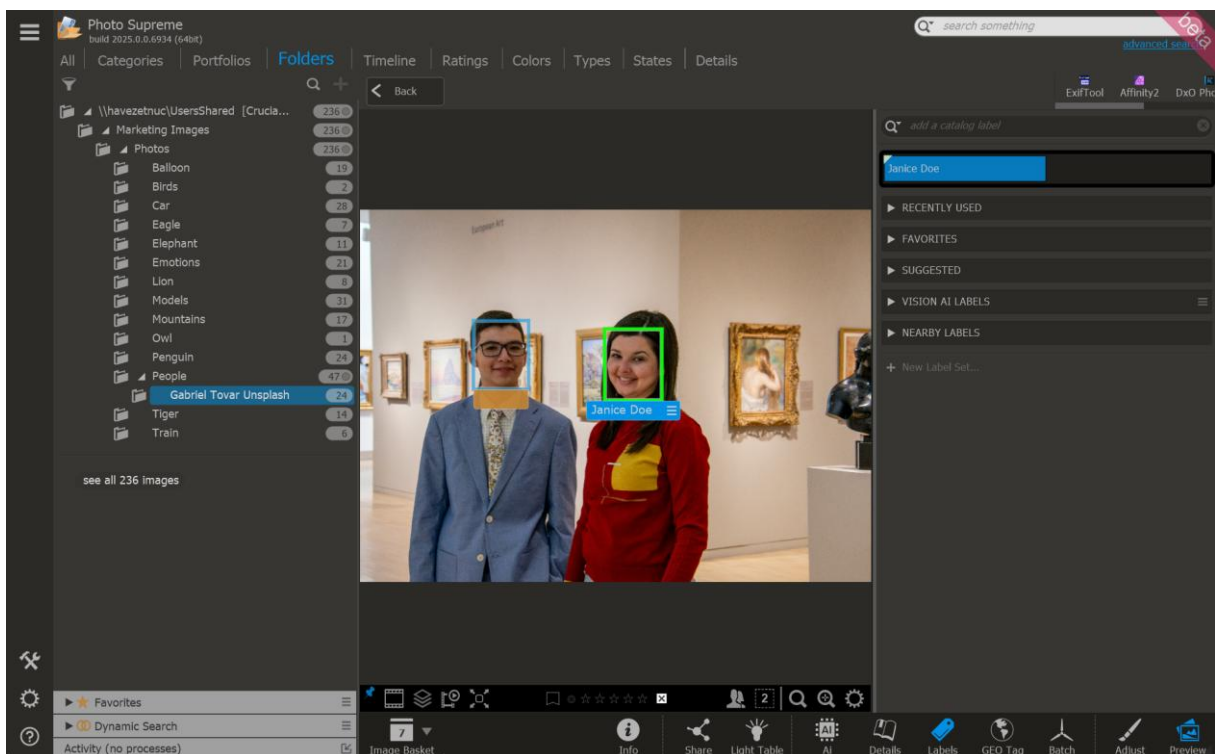 Photo Supreme
build 2025.0.0.6934 (64bit)
search something
beta
advanced search
All Categories Portfolios Folders Timeline Ratings Colors Types States Details
Back
ExifTool Affinity2 DxO Pho
\\havezetnuc\UsersShared [Crucia... 236
Marketing Images 236
Photos 236
Balloon 19
Birds 2
Car 28
Eagle 7
Elephant 11
Emotions 21
Lion 8
Models 31
Mountains 17
Owl 1
Penguin 24
People 47
Gabriel Tovar Unsplash 24
Tiger 14
Train 6
see all 236 images
European Art
Janice Doe
add a catalog label
Janice Doe
RECENTLY USED
FAVORITES
SUGGESTED
VISION AI LABELS
NEARBY LABELS
New Label Set...
Favorites
Dynamic Search
Activity (no processes)
2
7
Image Basket
AI
Info Share Light Table Ai Details Labels GEO Tag Batch Adjust Preview